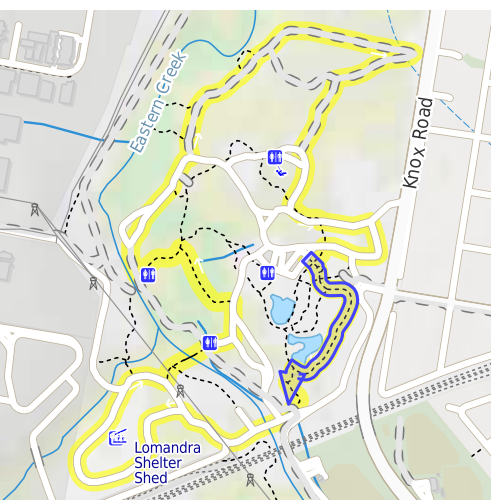 Eastern Creek
Knox Road
Lomandra
Shelter
Shed